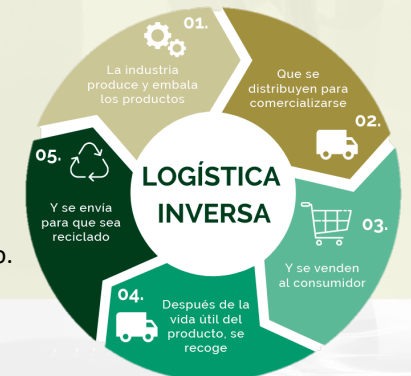 01.
La industria
produce y embala
los productos
Que se
distribuyen para
comercializarse
02.
03.
Y se venden
al consumidor
04.
Después de la
vida útil del
producto, se
recoge
05.
Y se envía
para que sea
reciclado
LOGÍSTICA
INVERSA